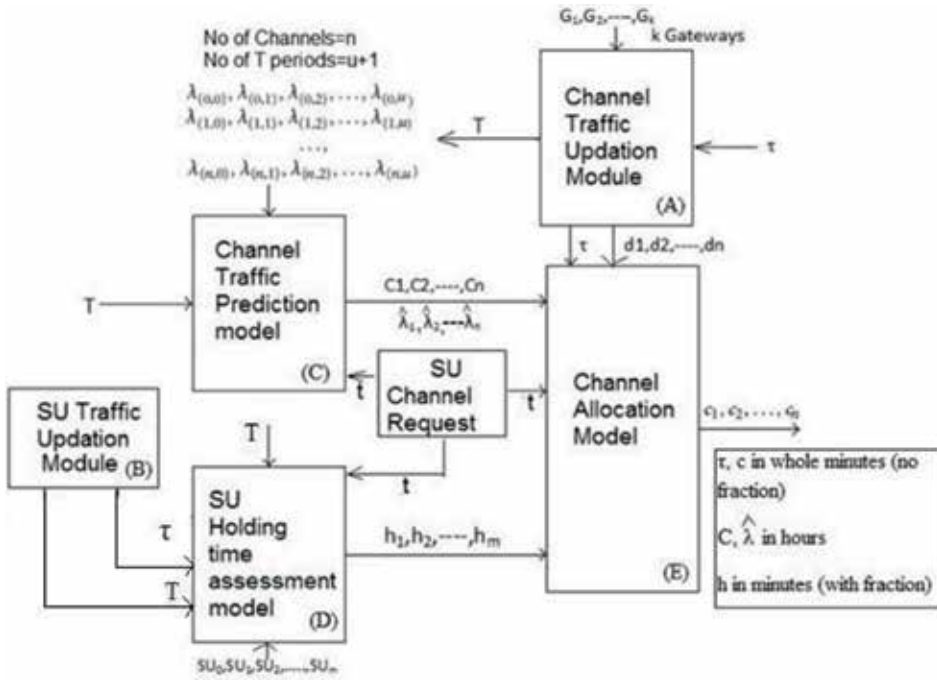 G₁,G₂,----,Gₖ
k Gateways
No of Channels=n
No of T periods=u+1
λ(0,0), λ(0,1), λ(0,2), . . . , λ(0,u)
λ(1,0), λ(1,1), λ(1,2), . . . , λ(1,u)
...,
λ(n,0), λ(n,1), λ(n,2), . . . , λ(n,u)
T
Channel
Traffic
Updation
Module
(A)
τ
τ
d1,d2,----,dn
Channel
Traffic
Prediction
model
(C)
T
C1,C2,----,Cn
λ̂₁,λ̂₂,---λ̂ₙ
SU
Channel
Request
t
t
t
Channel
Allocation
Model
(E)
c₁, c₂, . . . , cₙ
SU Traffic
Updation
Module
(B)
T
τ
T
SU
Holding
time
assessment
model
(D)
h₁,h₂,----,hₘ
SU₀,SU₁,SU₂,....,SUₘ
τ, c in whole minutes (no
fraction)
C, λ̂ in hours
h in minutes (with fraction)